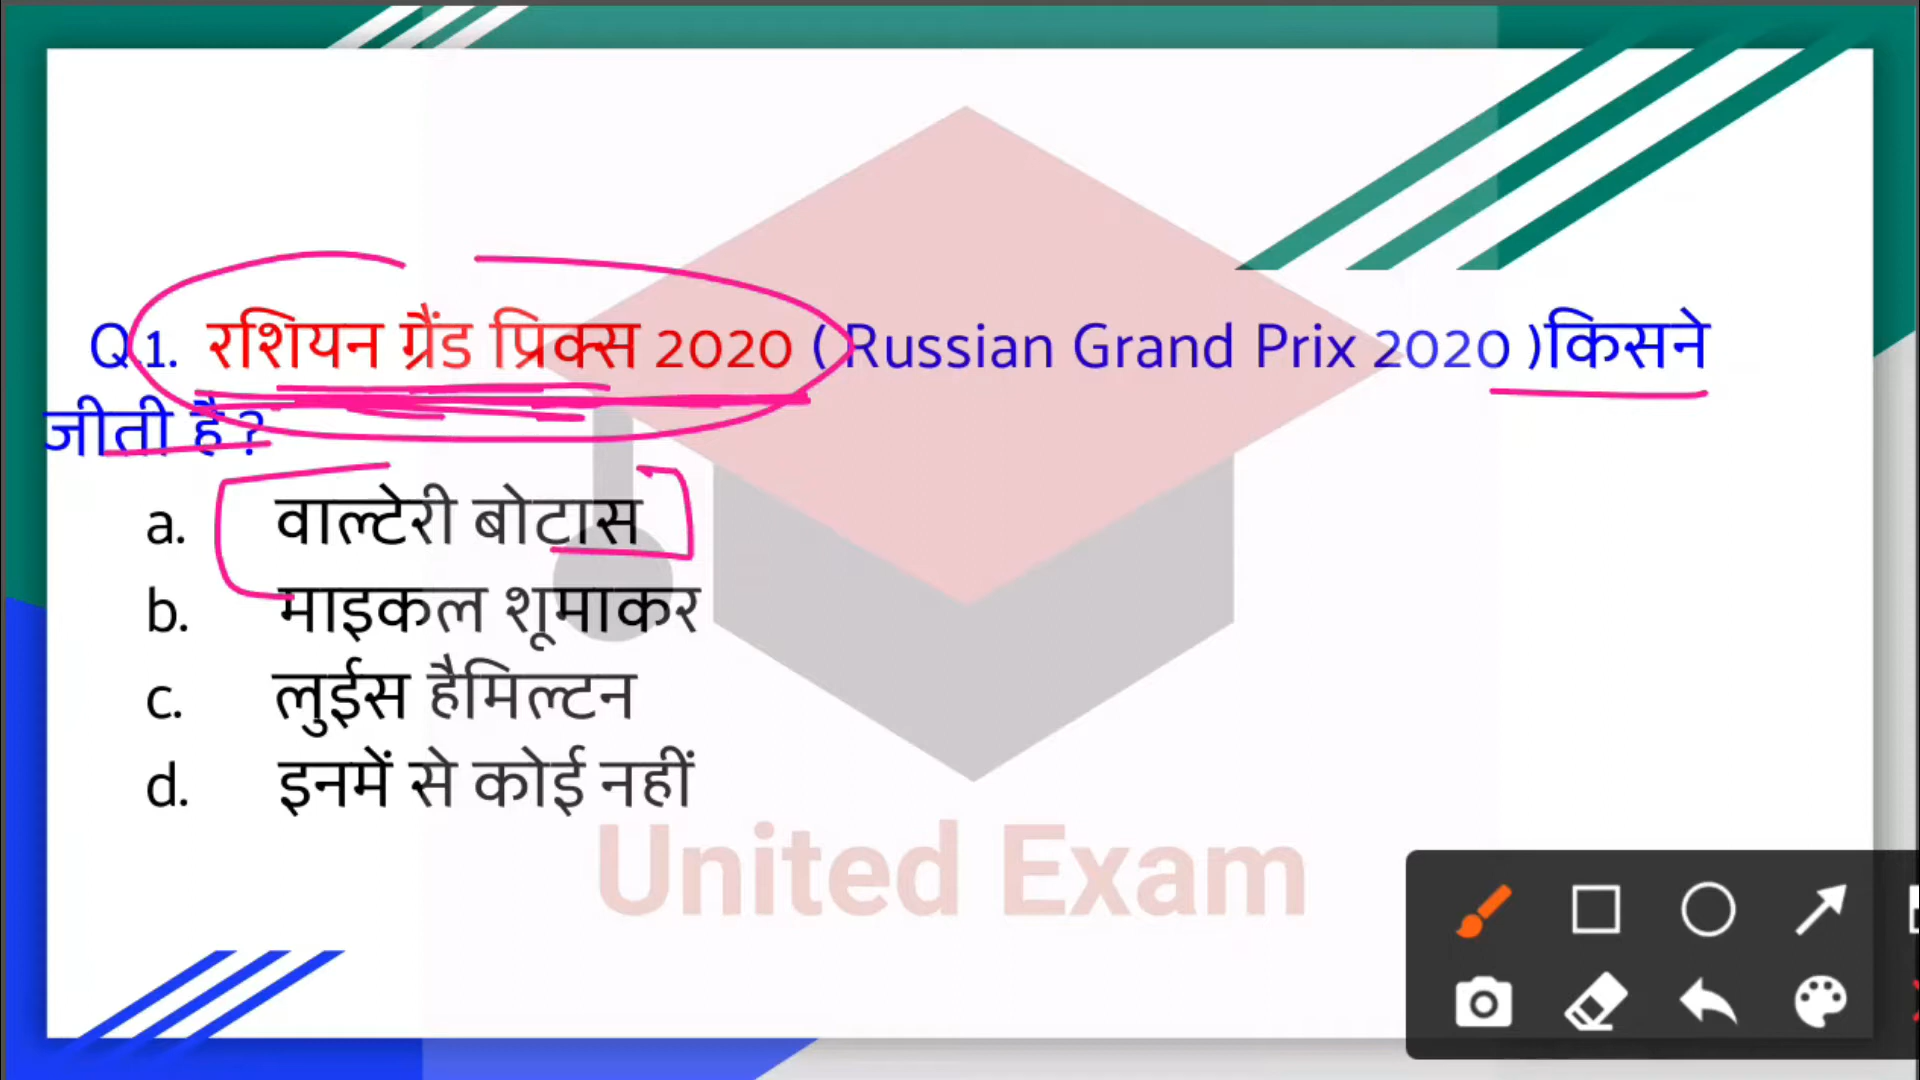 Q1. रशियन ग्रैंड प्रिक्स 2020 ( Russian Grand Prix 2020 )किसने
जीती है ?
a. वाल्टेरी बोटास
b. माइकल शूमाकर
c. लुईस हैमिल्टन
d. इनमें से कोई नहीं
United Exam